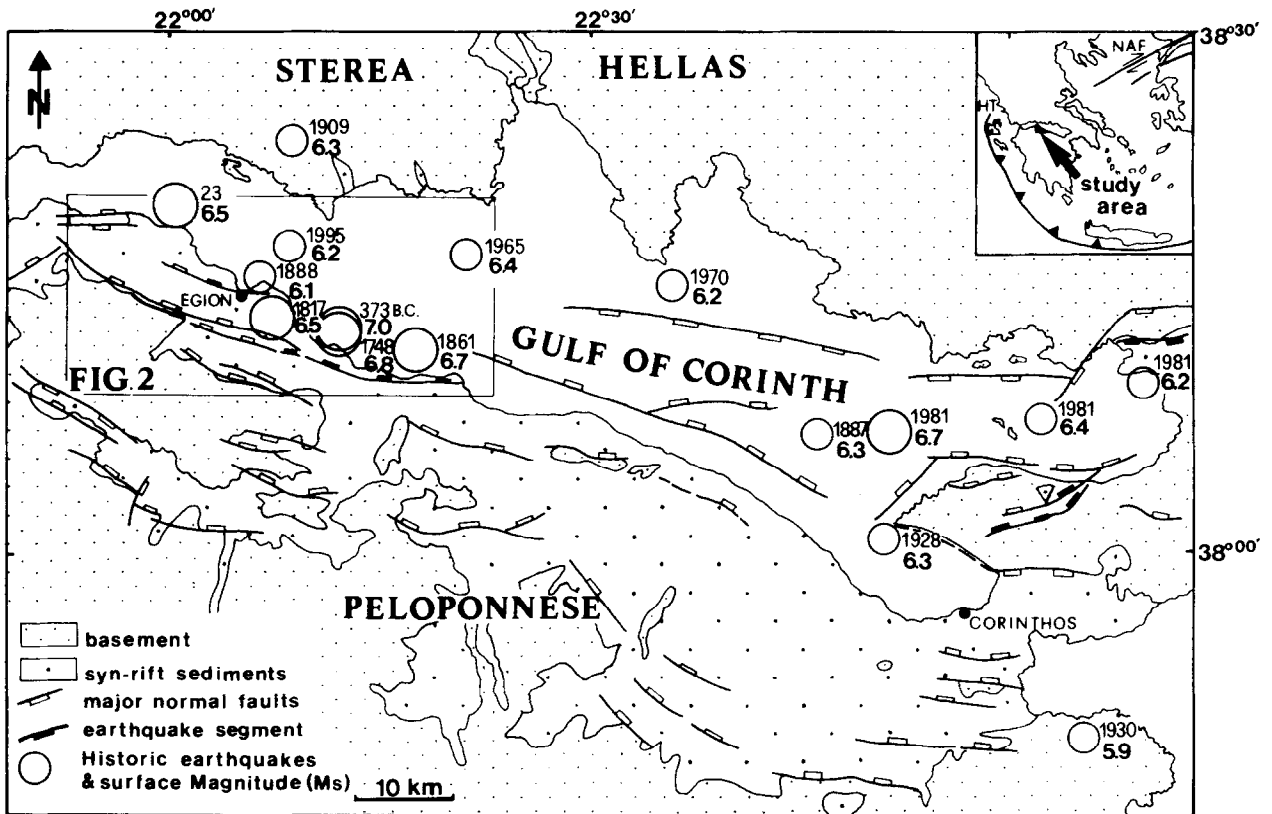 22°00'
22°30'
38°30'
N
STEREA HELLAS
NAF
HT
study
area
1909
6.3
23
6.5
1995
6.2
1965
6.4
1888
6.1
EGION
1817
6.5
373 B.C.
7.0
1748
6.8
1861
6.7
1970
6.2
FIG.2
GULF OF CORINTH
1981
6.2
1981
6.4
1887
6.3
1981
6.7
1928
6.3
38°00'
PELOPONNESE
CORINTHOS
1930
5.9
basement
syn-rift sediments
major normal faults
earthquake segment
Historic earthquakes
& surface Magnitude (Ms)
10 km